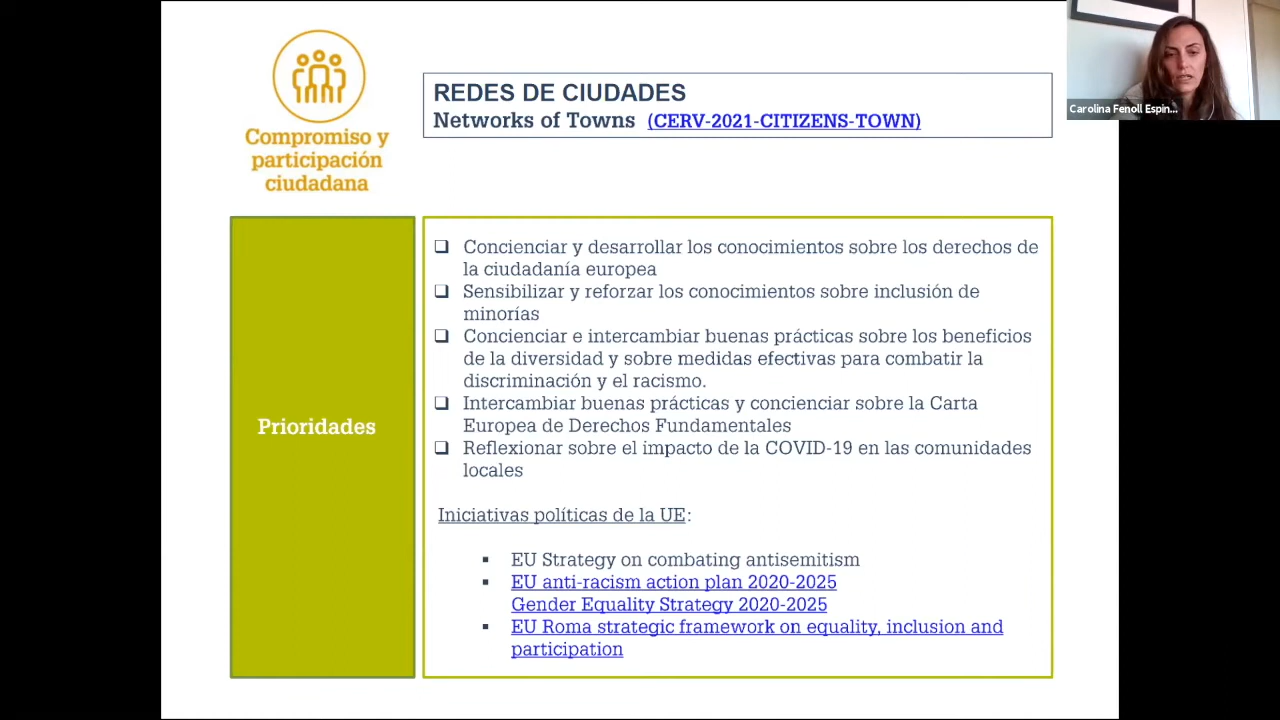 Compromiso y
participación
ciudadana
REDES DE CIUDADES
Networks of Towns (CERV-2021-CITIZENS-TOWN)
Carolina Fenoll Espin...
Prioridades
❑ Concienciar y desarrollar los conocimientos sobre los derechos de
la ciudadanía europea
❑ Sensibilizar y reforzar los conocimientos sobre inclusión de
minorías
❑ Concienciar e intercambiar buenas prácticas sobre los beneficios
de la diversidad y sobre medidas efectivas para combatir la
discriminación y el racismo.
❑ Intercambiar buenas prácticas y concienciar sobre la Carta
Europea de Derechos Fundamentales
❑ Reflexionar sobre el impacto de la COVID-19 en las comunidades
locales
Iniciativas políticas de la UE:
▪ EU Strategy on combating antisemitism
▪ EU anti-racism action plan 2020-2025
Gender Equality Strategy 2020-2025
▪ EU Roma strategic framework on equality, inclusion and
participation